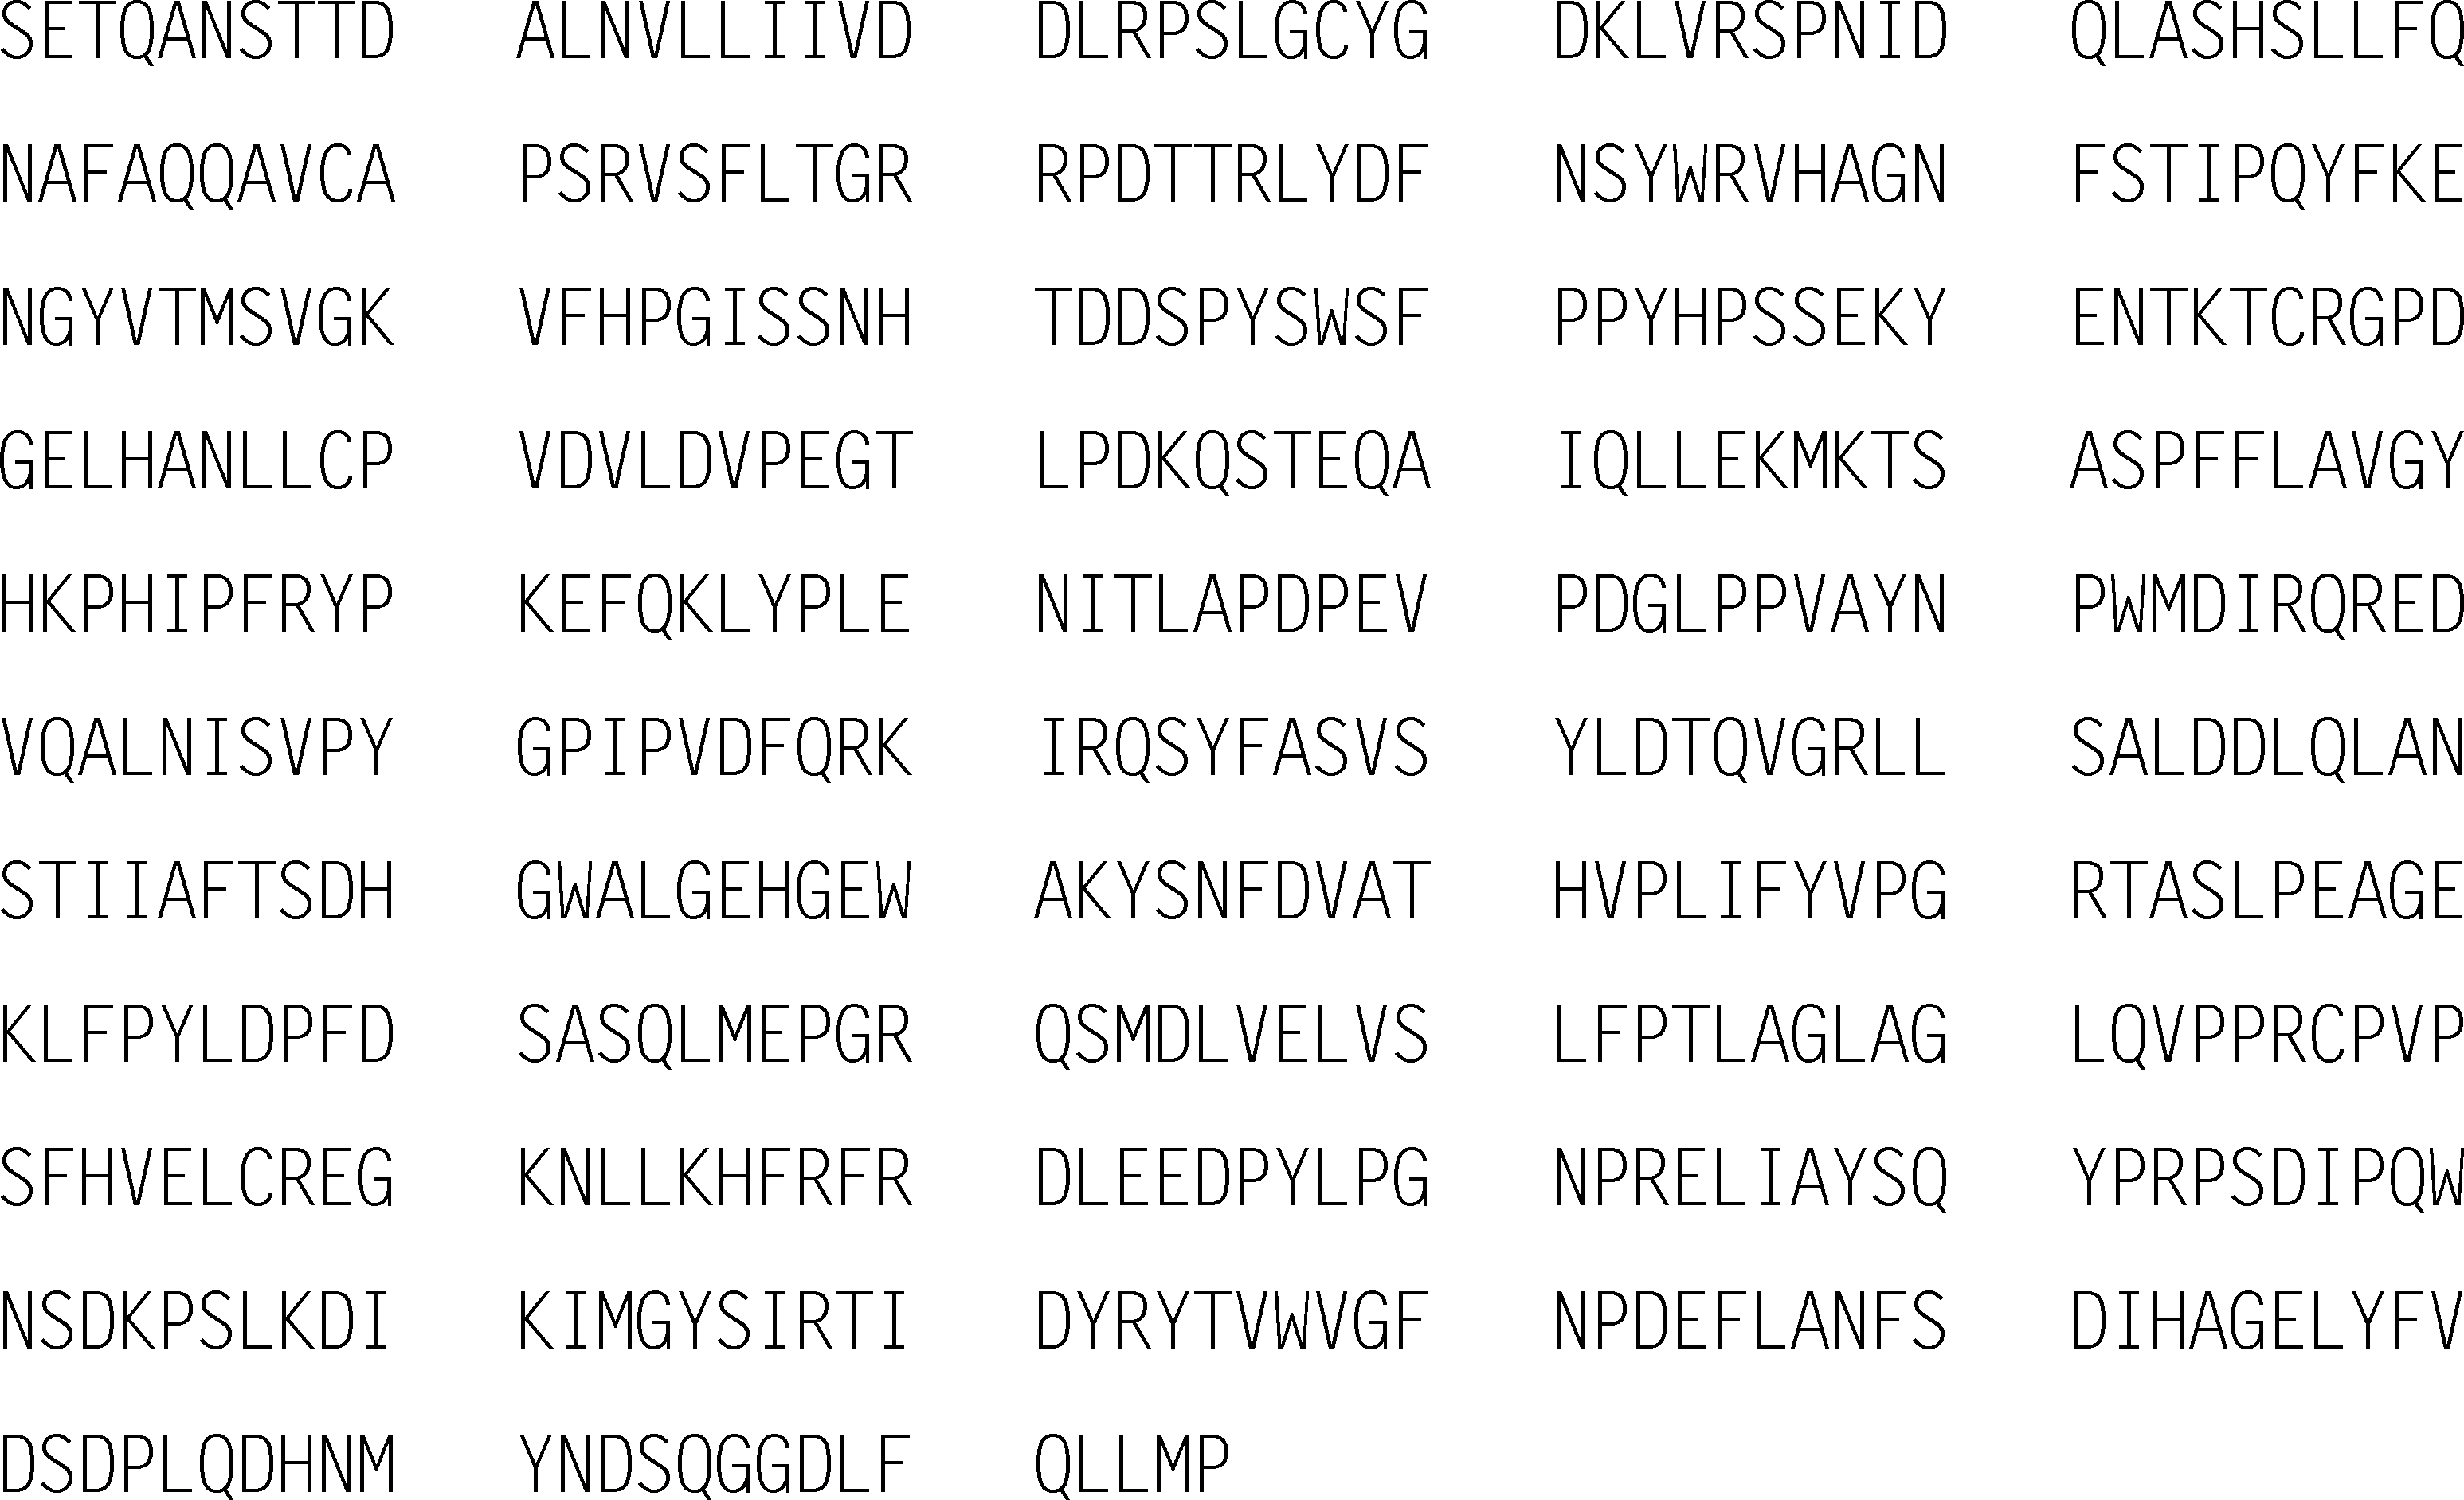 SETQANSTTD ALNVLLIIVD DLRPSLGCYG DKLVRSPNID QLASHSLLFQ
NAFAQQAVCA PSRVSFLTGR RPDTTRLYDF NSYWRVHAGN FSTIPQYFKE
NGYVTMSVGK VFHPGISSNH TDDSPYSWSF PPYHPSSEKY ENTKTCRGPD
GELHANLLCP VDVLDVPEGT LPDKQSTEQA IQLLEKMKTS ASPFFLAVGY
HKPHIPFRYP KEFQKLYPLE NITLAPDPEV PDGLPPVAYN PWMDIRQRED
VQALNISVPY GPIPVDFQRK IRQSYFASVS YLDTQVGRLL SALDDLQLAN
STIIAFTSDH GWALGEHGEW AKYSNFDVAT HVPLIFYVPG RTASLPEAGE
KLFPYLDPFD SASQLMEPGR QSMDLVELVS LFPTLAGLAG LQVPPRCPVP
SFHVELCREG KNLLKHFRFR DLEEDPYLPG NPRELIAYSQ YPRPSDIPQW
NSDKPSLKDI KIMGYSIRTI DYRYTVWVGF NPDEFLANFS DIHAGELYFV
DSDPLQDHNM YNDSQGGDLF QLLMP